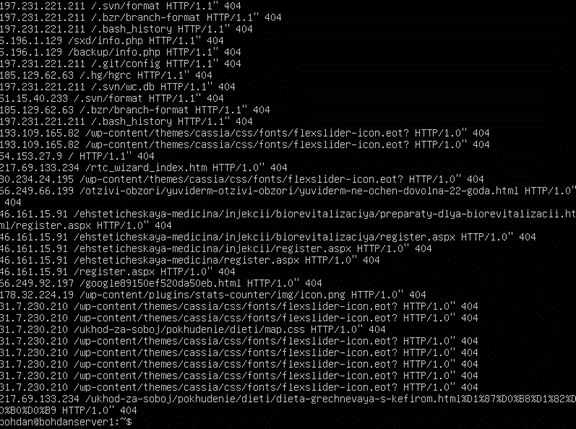 197.231.221.211 /.svn/format HTTP/1.1" 404
197.231.221.211 /.bzr/branch-format HTTP/1.1" 404
197.231.221.211 /.bash_history HTTP/1.1" 404
5.196.1.129 /sxd/info.php HTTP/1.1" 404
5.196.1.129 /backup/info.php HTTP/1.1" 404
197.231.221.211 /.git/config HTTP/1.1" 404
185.129.62.63 /.hg/hgrc HTTP/1.1" 404
197.231.221.211 /.svn/wc.db HTTP/1.1" 404
51.15.40.233 /.svn/format HTTP/1.1" 404
185.129.62.63 /.bzr/branch-format HTTP/1.1" 404
197.231.221.211 /.bash_history HTTP/1.1" 404
193.109.165.82 /wp-content/themes/cassia/css/fonts/flexslider-icon.eot? HTTP/1.0" 404
193.109.165.82 /wp-content/themes/cassia/css/fonts/flexslider-icon.eot? HTTP/1.0" 404
54.153.27.9 / HTTP/1.1" 404
217.69.133.234 /rtc_wizard_index.htm HTTP/1.0" 404
80.234.24.195 /wp-content/themes/cassia/css/fonts/flexslider-icon.eot? HTTP/1.0" 404
66.249.66.199 /otzivi-obzori/yuviderm-otzivi-obzori/yuviderm-ne-ochen-dovolna-22-goda.html HTTP/1.0"
404
46.161.15.91 /ehsteticheskaya-medicina/injekcii/biorevitalizaciya/preparaty-dlya-biorevitalizacii.ht
ml/register.aspx HTTP/1.0" 404
46.161.15.91 /ehsteticheskaya-medicina/injekcii/biorevitalizaciya/register.aspx HTTP/1.0" 404
46.161.15.91 /ehsteticheskaya-medicina/injekcii/register.aspx HTTP/1.0" 404
46.161.15.91 /ehsteticheskaya-medicina/register.aspx HTTP/1.0" 404
46.161.15.91 /register.aspx HTTP/1.0" 404
66.249.92.197 /google89150ef520da50eb.html HTTP/1.0" 404
178.32.224.19 /wp-content/plugins/stats-counter/img/icon.png HTTP/1.0" 404
31.7.230.210 /wp-content/themes/cassia/css/fonts/flexslider-icon.eot? HTTP/1.0" 404
31.7.230.210 /wp-content/themes/cassia/css/fonts/flexslider-icon.eot? HTTP/1.0" 404
31.7.230.210 /ukhod-za-soboj/pokhudenie/dieti/map.css HTTP/1.0" 404
31.7.230.210 /wp-content/themes/cassia/css/fonts/flexslider-icon.eot? HTTP/1.0" 404
31.7.230.210 /wp-content/themes/cassia/css/fonts/flexslider-icon.eot? HTTP/1.0" 404
31.7.230.210 /wp-content/themes/cassia/css/fonts/flexslider-icon.eot? HTTP/1.0" 404
31.7.230.210 /wp-content/themes/cassia/css/fonts/flexslider-icon.eot? HTTP/1.0" 404
31.7.230.210 /wp-content/themes/cassia/css/fonts/flexslider-icon.eot? HTTP/1.0" 404
217.69.133.234 /ukhod-za-soboj/pokhudenie/dieti/dieta-grechnevaya-s-kefirom.html%D1%87%D0%B8%D1%82%D
0%B0%D0%B9 HTTP/1.0" 404
bohdan@bohdanserver1:~$